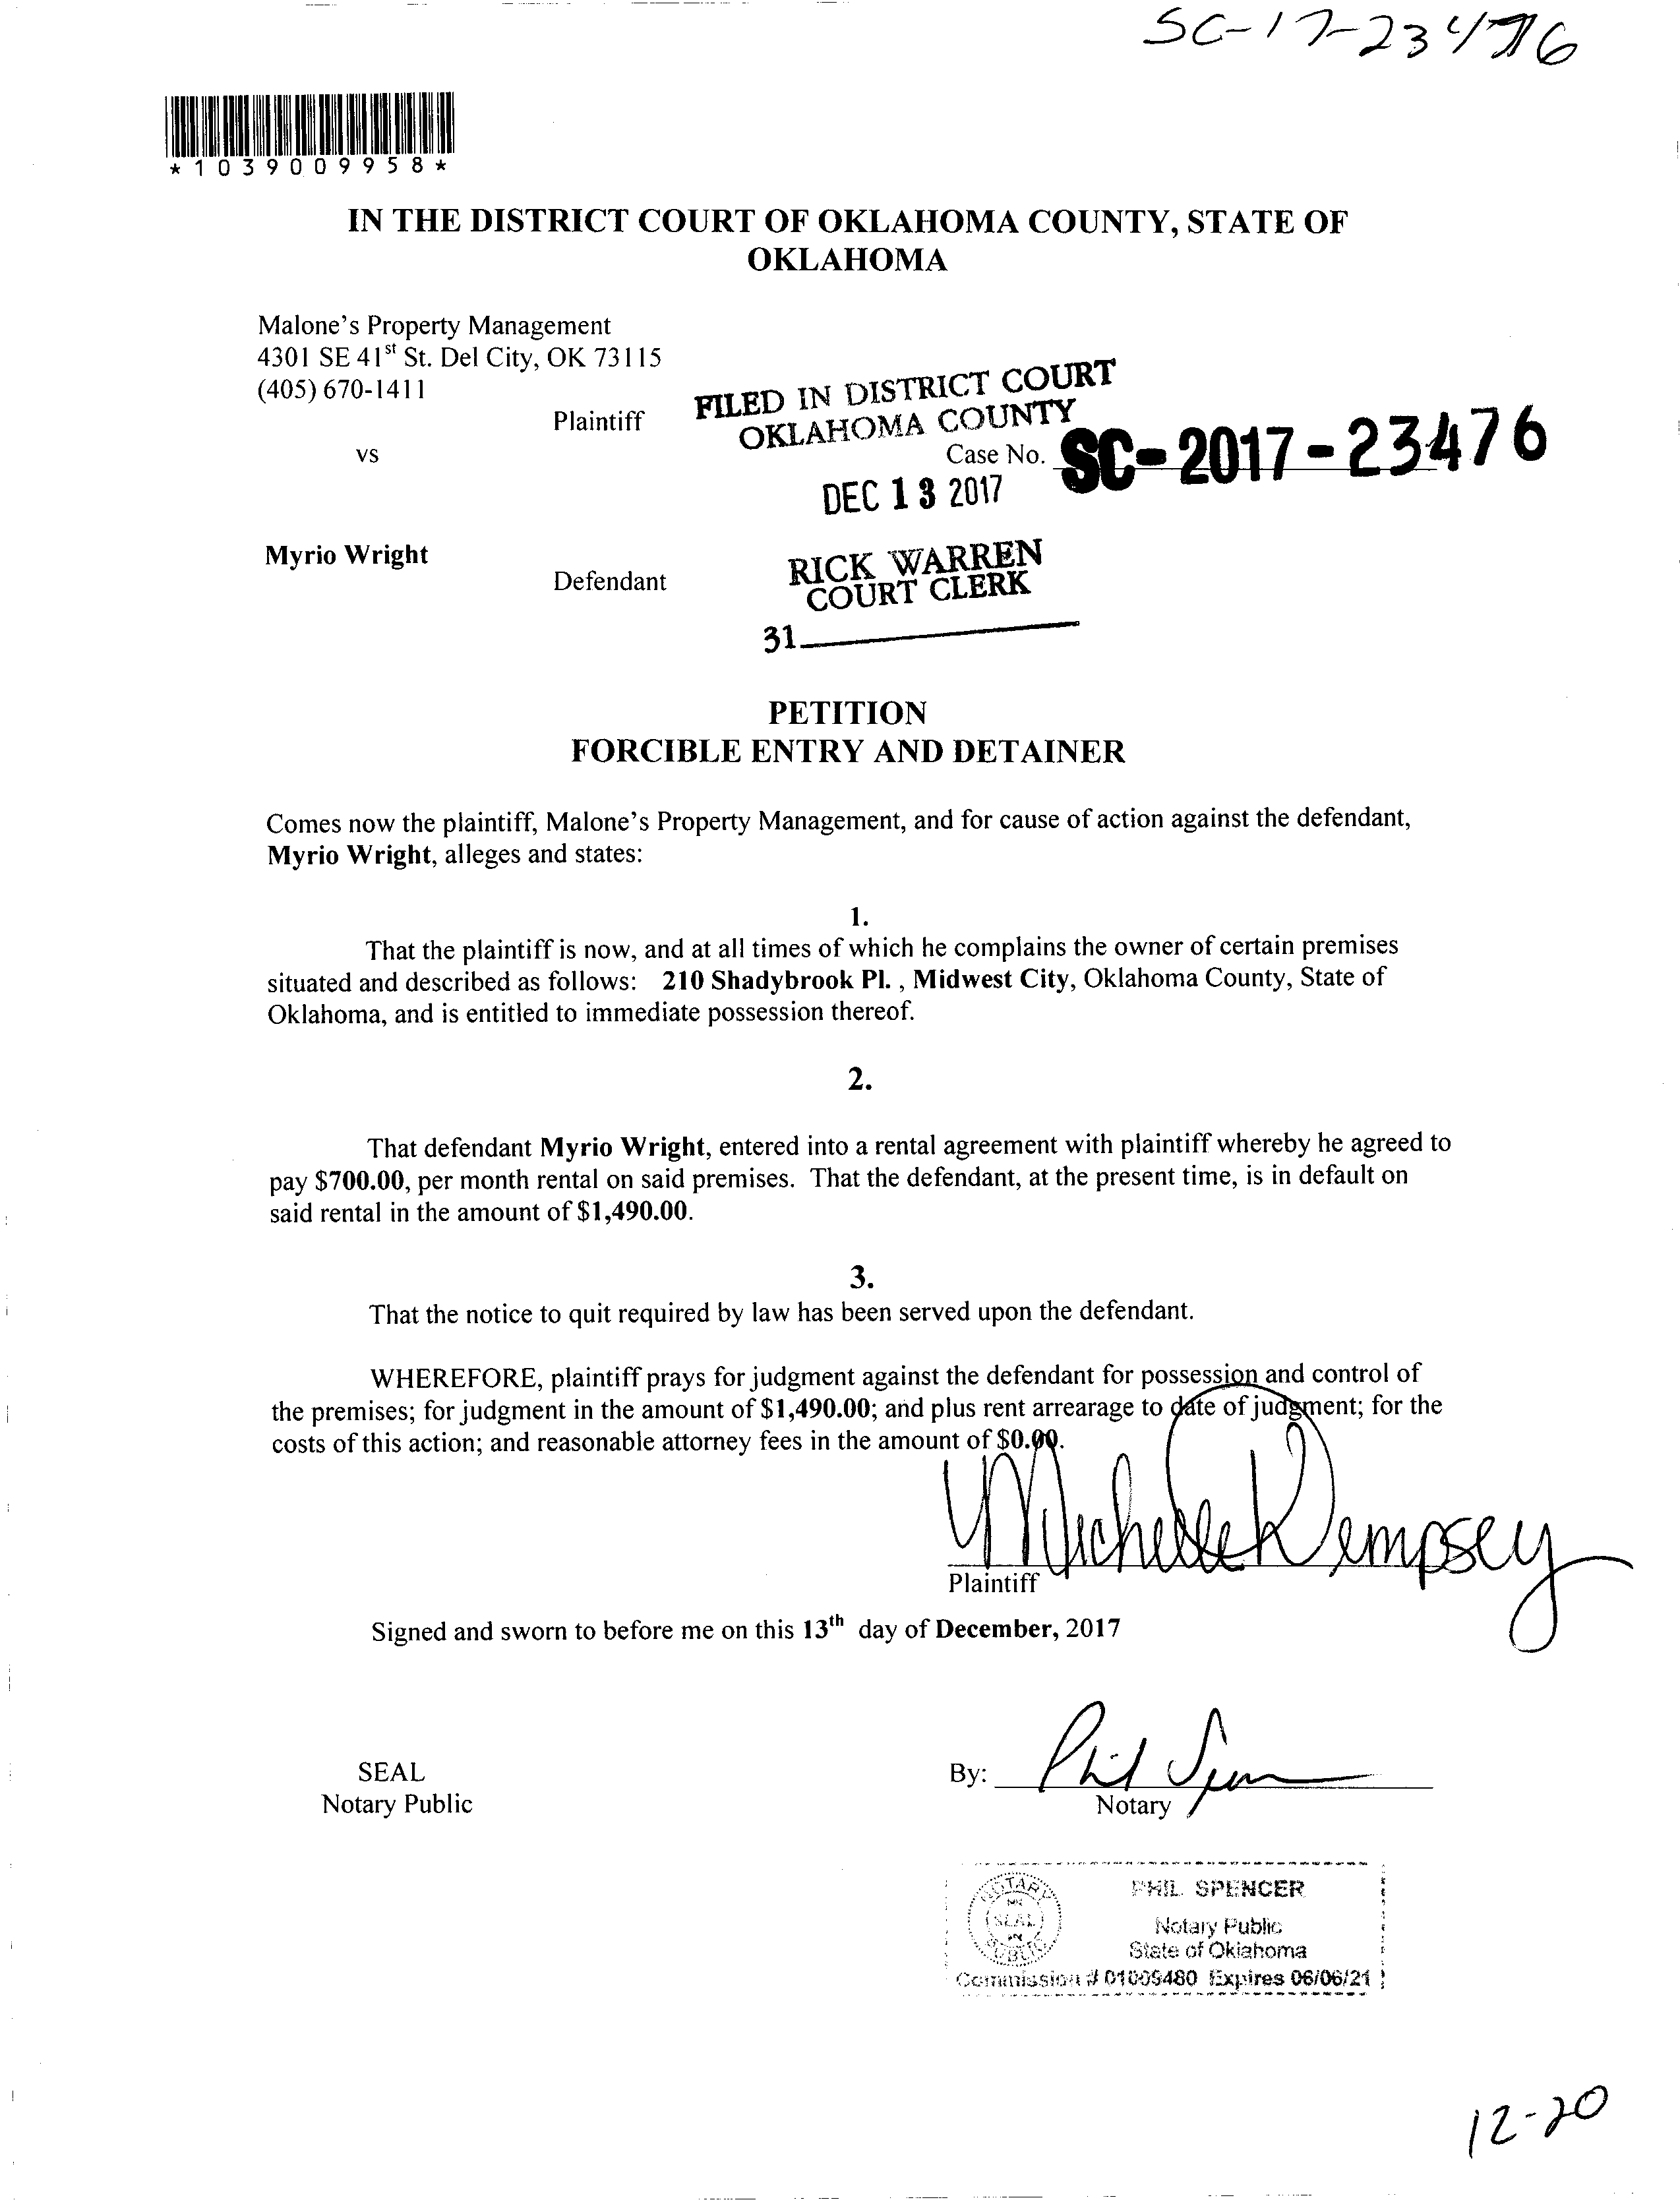 SC-17-23476
*1039009958*
IN THE DISTRICT COURT OF OKLAHOMA COUNTY, STATE OF
OKLAHOMA
Malone's Property Management
4301 SE 41st St. Del City, OK 73115
(405) 670-1411
Plaintiff
vs
FILED IN DISTRICT COURT
OKLAHOMA COUNTY
Case No. SC-2017-23476
DEC 13 2017
Myrio Wright
Defendant
RICK WARREN
COURT CLERK
31
PETITION
FORCIBLE ENTRY AND DETAINER
Comes now the plaintiff, Malone's Property Management, and for cause of action against the defendant,
Myrio Wright, alleges and states:
1.
That the plaintiff is now, and at all times of which he complains the owner of certain premises
situated and described as follows: 210 Shadybrook Pl. , Midwest City, Oklahoma County, State of
Oklahoma, and is entitled to immediate possession thereof.
2.
That defendant Myrio Wright, entered into a rental agreement with plaintiff whereby he agreed to
pay $700.00, per month rental on said premises. That the defendant, at the present time, is in default on
said rental in the amount of $1,490.00.
3.
That the notice to quit required by law has been served upon the defendant.
WHEREFORE, plaintiff prays for judgment against the defendant for possession and control of
the premises; for judgment in the amount of $1,490.00; and plus rent arrearage to date of judgment; for the
costs of this action; and reasonable attorney fees in the amount of $0.00.
Michelle Dempsey
Plaintiff
Signed and sworn to before me on this 13th day of December, 2017
SEAL
Notary Public
By: Phil Spencer
Notary
NOTARY
SEAL
PUBLIC
PHIL SPENCER
Notary Public
State of Oklahoma
Commission # 01009480 Expires 06/06/21
12-20